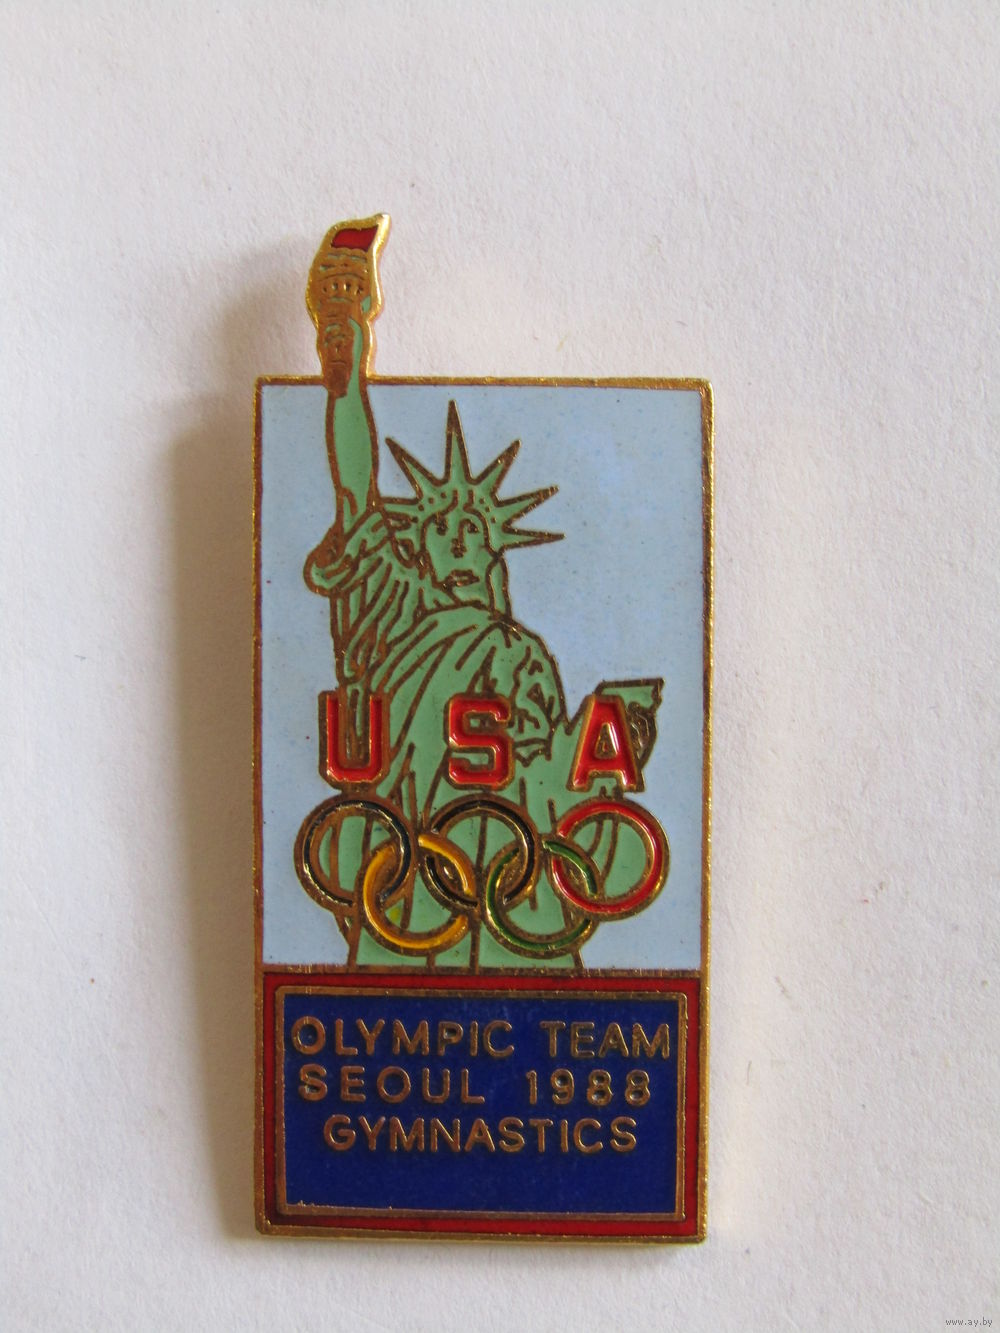 USA
OLYMPIC TEAM
SEOUL 1988
GYMNASTICS
www.ay.by